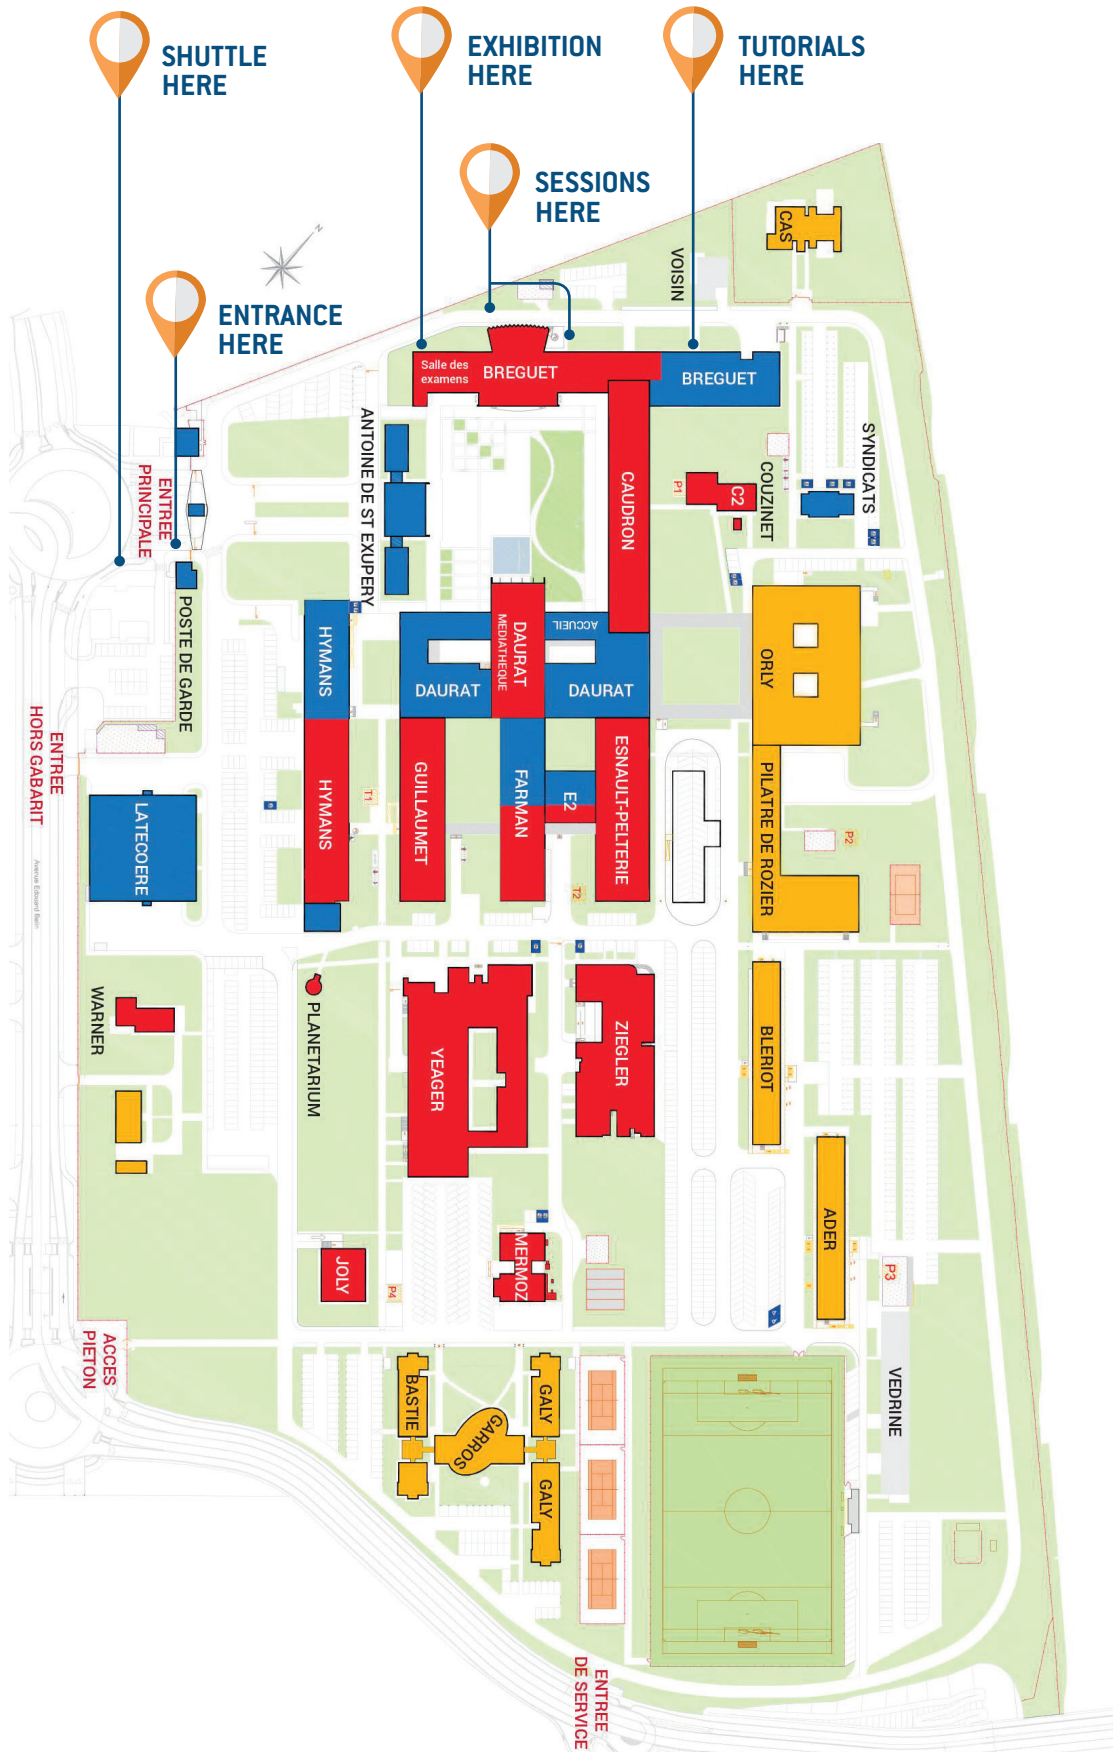 SHUTTLE
HERE
EXHIBITION
HERE
TUTORIALS
HERE
SESSIONS
HERE
ENTRANCE
HERE
N
CAS
VOISIN
Salle des
examens
BREGUET
BREGUET
ANTOINE DE ST EXUPERY
SYNDICATS
COUZINET
C2
P1
CAUDRON
ENTREE
PRINCIPALE
POSTE DE GARDE
HYMANS
DAURAT
DAURAT
MEDIATHEQUE
ACCUEIL
DAURAT
ORLY
ENTREE
HORS GABARIT
Avenue Edouard Belin
LATECOERE
HYMANS
T1
GUILLAUMET
FARMAN
E2
T2
ESNAULT-PELTERIE
PILATRE DE ROZIER
P2
WARNER
PLANETARIUM
YEAGER
ZIEGLER
BLERIOT
ADER
JOLY
P4
MERMOZ
P3
ACCES
PIETON
BASTIE
GARROS
GALY
GALY
VEDRINE
ENTREE
DE SERVICE